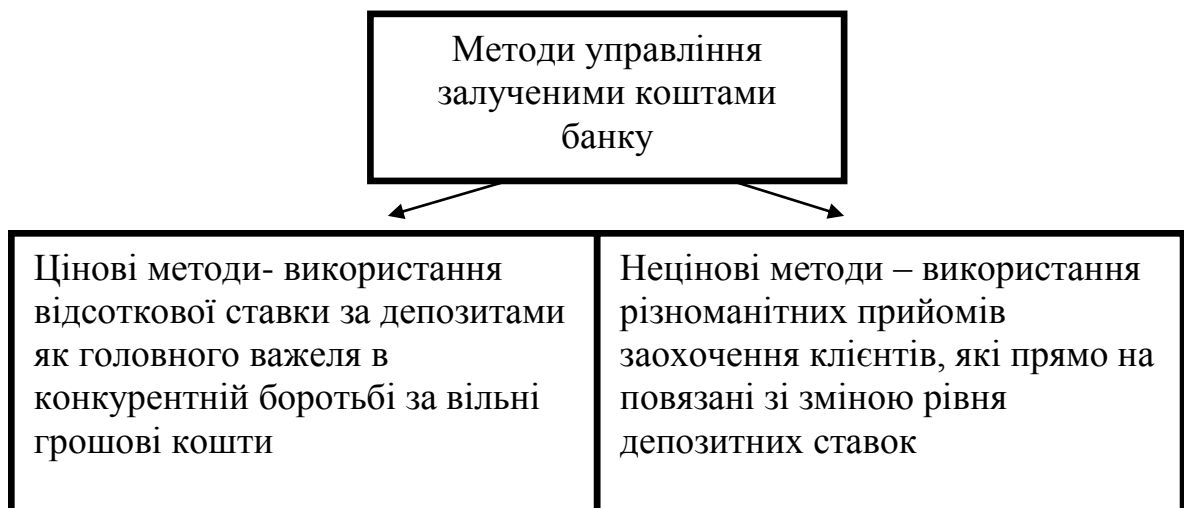 Методи управління
залученими коштами
банку
Цінові методи- використання
відсоткової ставки за депозитами
як головного важеля в
конкурентній боротьбі за вільні
грошові кошти
Нецінові методи – використання
різноманітних прийомів
заохочення клієнтів, які прямо на
повязані зі зміною рівня
депозитних ставок